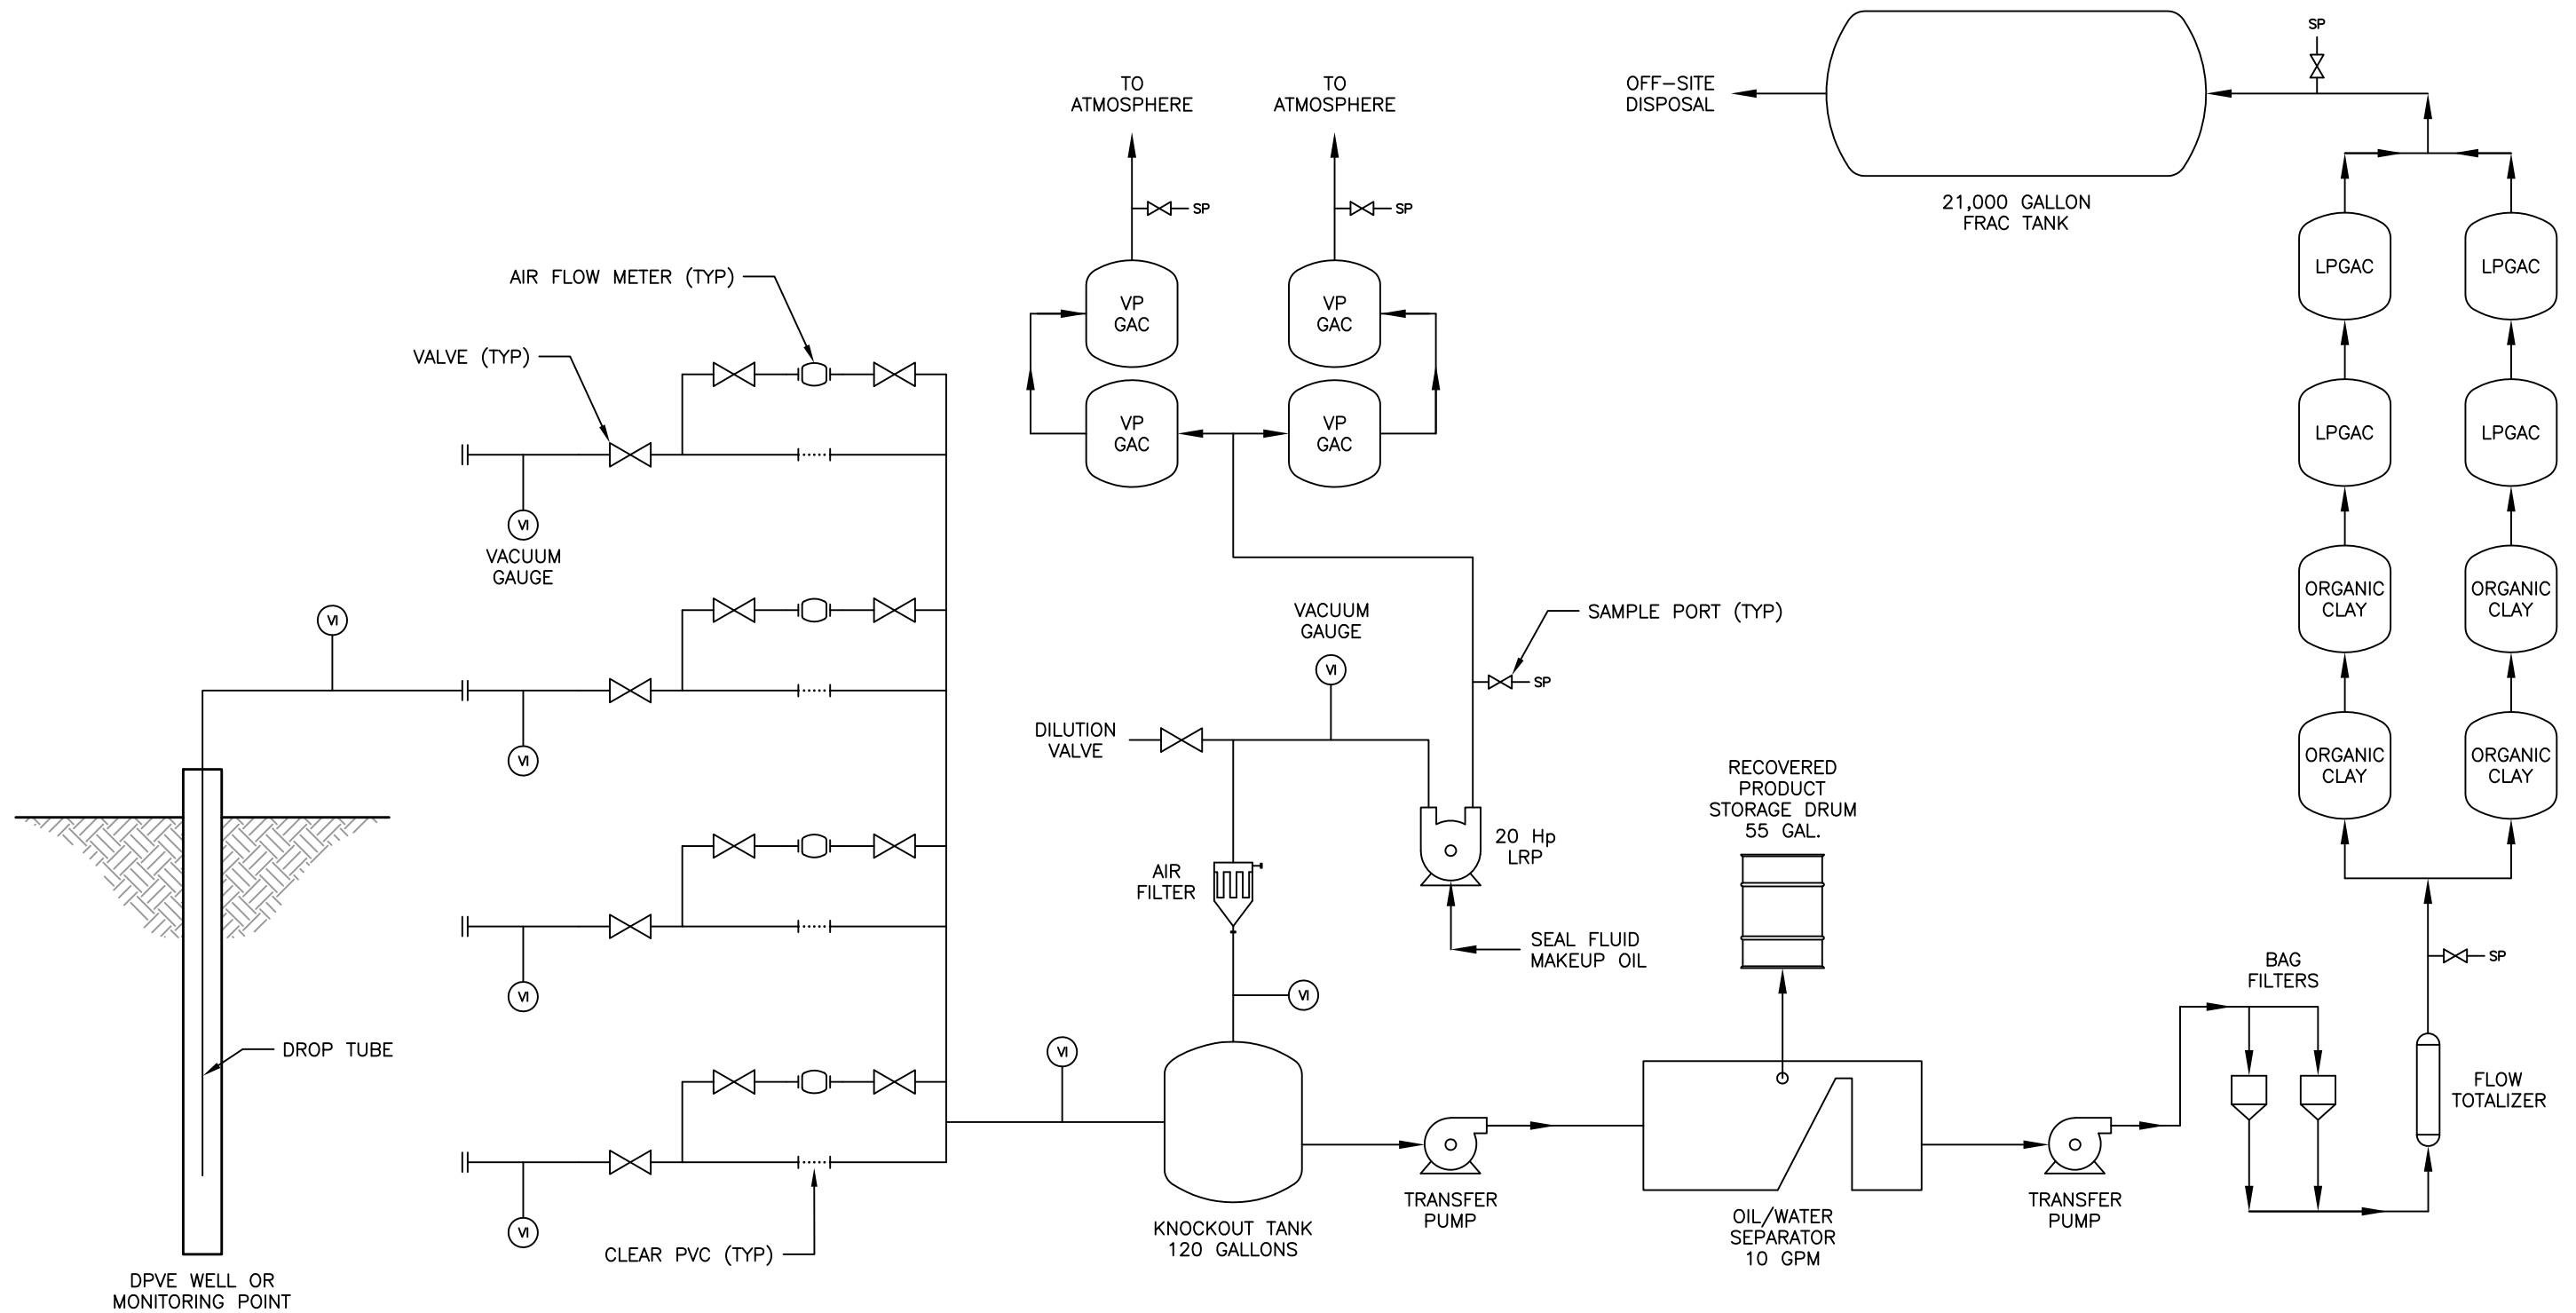 TO
ATMOSPHERE
TO
ATMOSPHERE
SP
SP
VP
GAC
VP
GAC
VP
GAC
VP
GAC
OFF-SITE
DISPOSAL
21,000 GALLON
FRAC TANK
SP
LPGAC
LPGAC
LPGAC
LPGAC
ORGANIC
CLAY
ORGANIC
CLAY
ORGANIC
CLAY
ORGANIC
CLAY
AIR FLOW METER (TYP)
VALVE (TYP)
VI
VACUUM
GAUGE
VI
VI
VI
VI
DROP TUBE
DPVE WELL OR
MONITORING POINT
CLEAR PVC (TYP)
VACUUM
GAUGE
VI
SAMPLE PORT (TYP)
SP
DILUTION
VALVE
20 Hp
LRP
AIR
FILTER
SEAL FLUID
MAKEUP OIL
VI
VI
KNOCKOUT TANK
120 GALLONS
TRANSFER
PUMP
RECOVERED
PRODUCT
STORAGE DRUM
55 GAL.
OIL/WATER
SEPARATOR
10 GPM
TRANSFER
PUMP
BAG
FILTERS
SP
FLOW
TOTALIZER